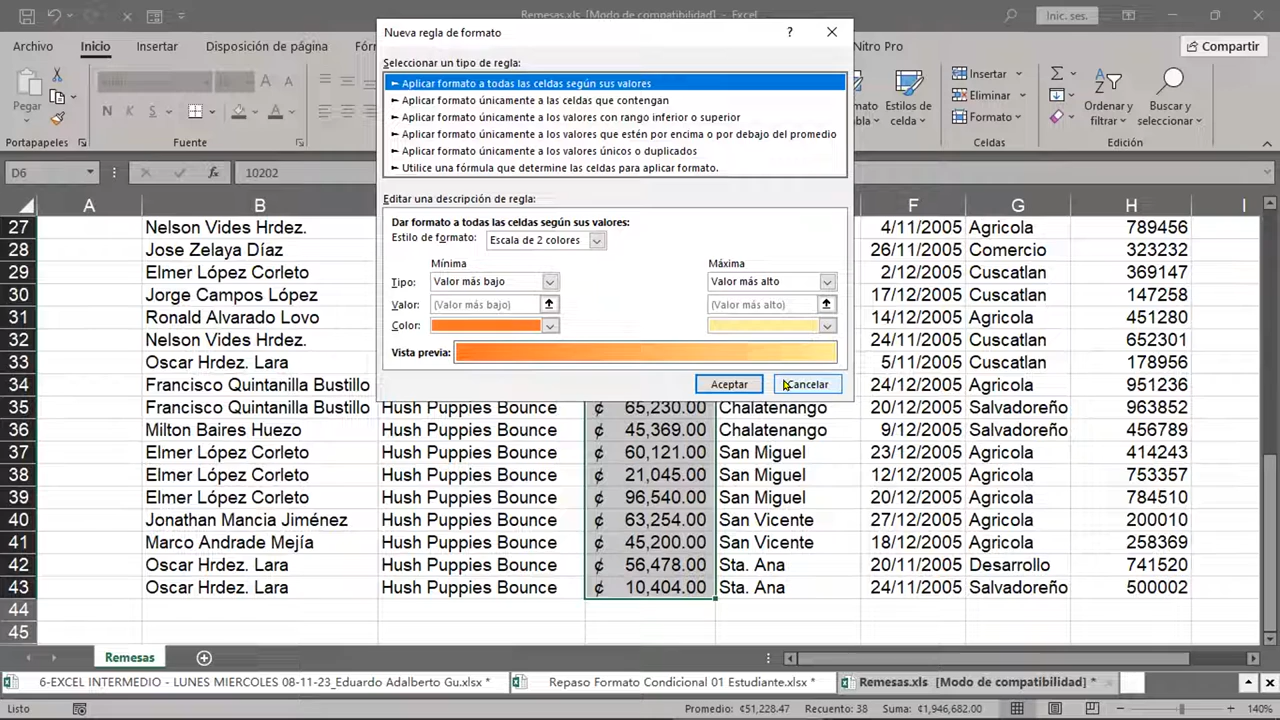 Remesas.xls [Modo de compatibilidad] - Excel
Inic. ses.
Archivo Inicio Insertar Disposición de página Nitro Pro Compartir
Pegar
N K S
Insertar
Eliminar
Formato
Estilos de celda
Ordenar y filtrar
Buscar y seleccionar
Portapapeles Fuente Celdas Edición
Nueva regla de formato
Seleccionar un tipo de regla:
► Aplicar formato a todas las celdas según sus valores
► Aplicar formato únicamente a las celdas que contengan
► Aplicar formato únicamente a los valores con rango inferior o superior
► Aplicar formato únicamente a los valores que estén por encima o por debajo del promedio
► Aplicar formato únicamente a los valores únicos o duplicados
► Utilice una fórmula que determine las celdas para aplicar formato.
Editar una descripción de regla:
Dar formato a todas las celdas según sus valores:
Estilo de formato: Escala de 2 colores
Mínima Máxima
Tipo: Valor más bajo Valor más alto
Valor: (Valor más bajo) (Valor más alto)
Color:
Vista previa:
Aceptar Cancelar
D6 fx 10202
A B F G H I
27 Nelson Vides Hrdez. 4/11/2005 Agricola 789456
28 Jose Zelaya Díaz 26/11/2005 Comercio 323232
29 Elmer López Corleto 2/12/2005 Cuscatlan 369147
30 Jorge Campos López 17/12/2005 Cuscatlan 147258
31 Ronald Alvarado Lovo 14/12/2005 Agricola 451280
32 Nelson Vides Hrdez. 24/11/2005 Cuscatlan 652301
33 Oscar Hrdez. Lara 5/11/2005 Cuscatlan 178956
34 Francisco Quintanilla Bustillo 24/12/2005 Agricola 951236
35 Francisco Quintanilla Bustillo Hush Puppies Bounce ¢ 65,230.00 Chalatenango 20/12/2005 Salvadoreño 963852
36 Milton Baires Huezo Hush Puppies Bounce ¢ 45,369.00 Chalatenango 9/12/2005 Salvadoreño 456789
37 Elmer López Corleto Hush Puppies Bounce ¢ 60,121.00 San Miguel 20/11/2005 Agricola 414243
38 Elmer López Corleto Hush Puppies Bounce ¢ 21,045.00 San Miguel 12/12/2005 Agricola 753357
39 Elmer López Corleto Hush Puppies Bounce ¢ 96,540.00 San Miguel 20/12/2005 Agricola 784510
40 Jonathan Mancia Jiménez Hush Puppies Bounce ¢ 63,254.00 San Vicente 27/12/2005 Agricola 200010
41 Marco Andrade Mejía Hush Puppies Bounce ¢ 45,200.00 San Vicente 18/12/2005 Agricola 258369
42 Oscar Hrdez. Lara Hush Puppies Bounce ¢ 56,478.00 Sta. Ana 20/11/2005 Desarrollo 741520
43 Oscar Hrdez. Lara Hush Puppies Bounce ¢ 10,404.00 Sta. Ana 24/11/2005 Salvadoreño 500002
44
45
Remesas
6-EXCEL INTERMEDIO - LUNES MIERCOLES 08-11-23_Eduardo Adalberto Gu.xlsx * Repaso Formato Condicional 01 Estudiante.xlsx * Remesas.xls [Modo de compatibilidad] *
Listo Promedio: ¢51,228.47 Recuento: 38 Suma: ¢1,946,682.00 140%